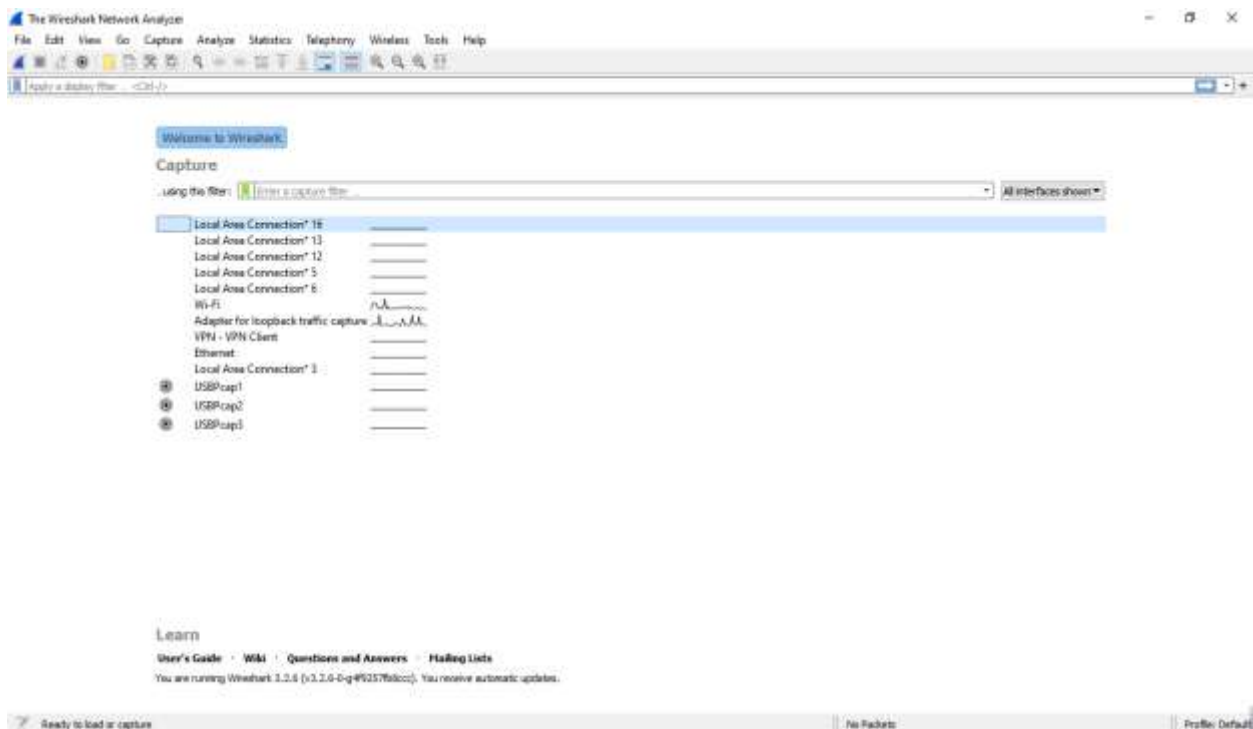 The Wireshark Network Analyzer
File Edit View Go Capture Analyze Statistics Telephony Wireless Tools Help
Apply a display filter ... <Ctrl-/>
Welcome to Wireshark
Capture
...using this filter: Enter a capture filter ... All interfaces shown
Local Area Connection* 16
Local Area Connection* 13
Local Area Connection* 12
Local Area Connection* 5
Local Area Connection* 6
Wi-Fi
Adapter for loopback traffic capture
VPN - VPN Client
Ethernet
Local Area Connection* 3
USBPcap1
USBPcap2
USBPcap3
Learn
User's Guide · Wiki · Questions and Answers · Mailing Lists
You are running Wireshark 3.2.6 You receive automatic updates.
Ready to load or capture No Packets Profile: Default